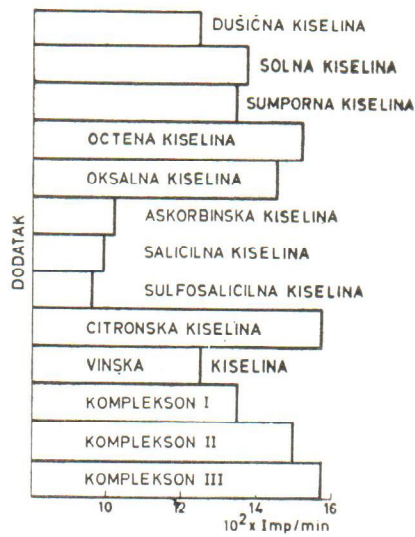 DUŠIČNA KISELINA
SOLNA KISELINA
SUMPORNA KISELINA
OCTENA KISELINA
OKSALNA KISELINA
ASKORBINSKA KISELINA
SALICILNA KISELINA
SULFOSALICILNA KISELINA
CITRONSKA KISELINA
VINSKA KISELINA
KOMPLEKSON I
KOMPLEKSON II
KOMPLEKSON III
DODATAK
10 12 14 16
10² x Imp/min